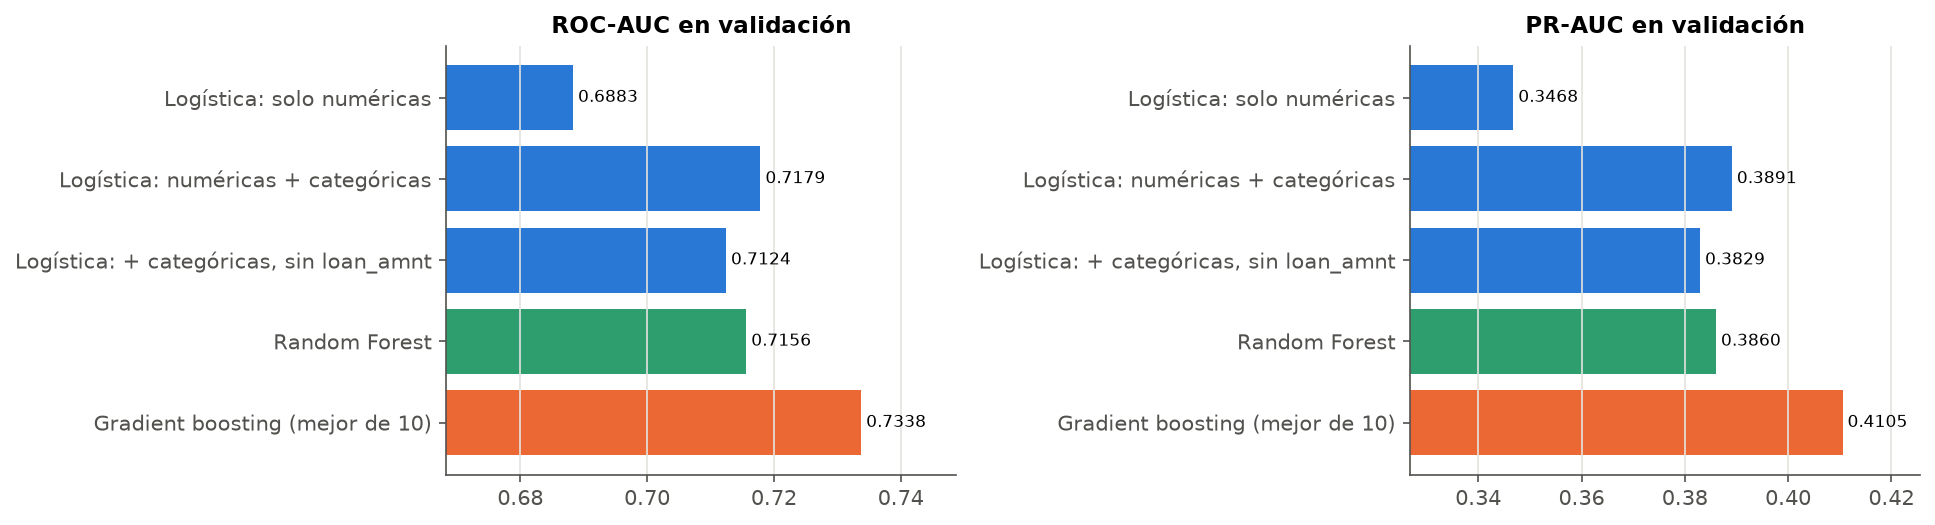 ROC-AUC en validación
Logística: solo numéricas
0.6883
Logística: numéricas + categóricas
0.7179
Logística: + categóricas, sin loan_amnt
0.7124
Random Forest
0.7156
Gradient boosting (mejor de 10)
0.7338
0.68 0.70 0.72 0.74
PR-AUC en validación
Logística: solo numéricas
0.3468
Logística: numéricas + categóricas
0.3891
Logística: + categóricas, sin loan_amnt
0.3829
Random Forest
0.3860
Gradient boosting (mejor de 10)
0.4105
0.34 0.36 0.38 0.40 0.42